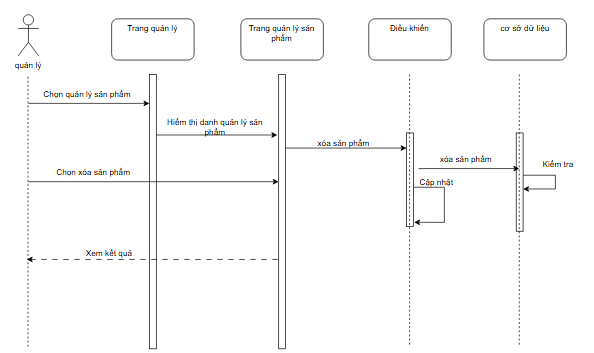 Trang quản lý
Trang quản lý sản
phẩm
Điều khiển
cơ sở dữ liệu
quản lý
Chọn quản lý sản phẩm
Hiểm thị danh quản lý sản
phẩm
xóa sản phẩm
xóa sản phẩm
Kiểm tra
Chọn xóa sản phẩm
Cập nhật
Xem kết quả